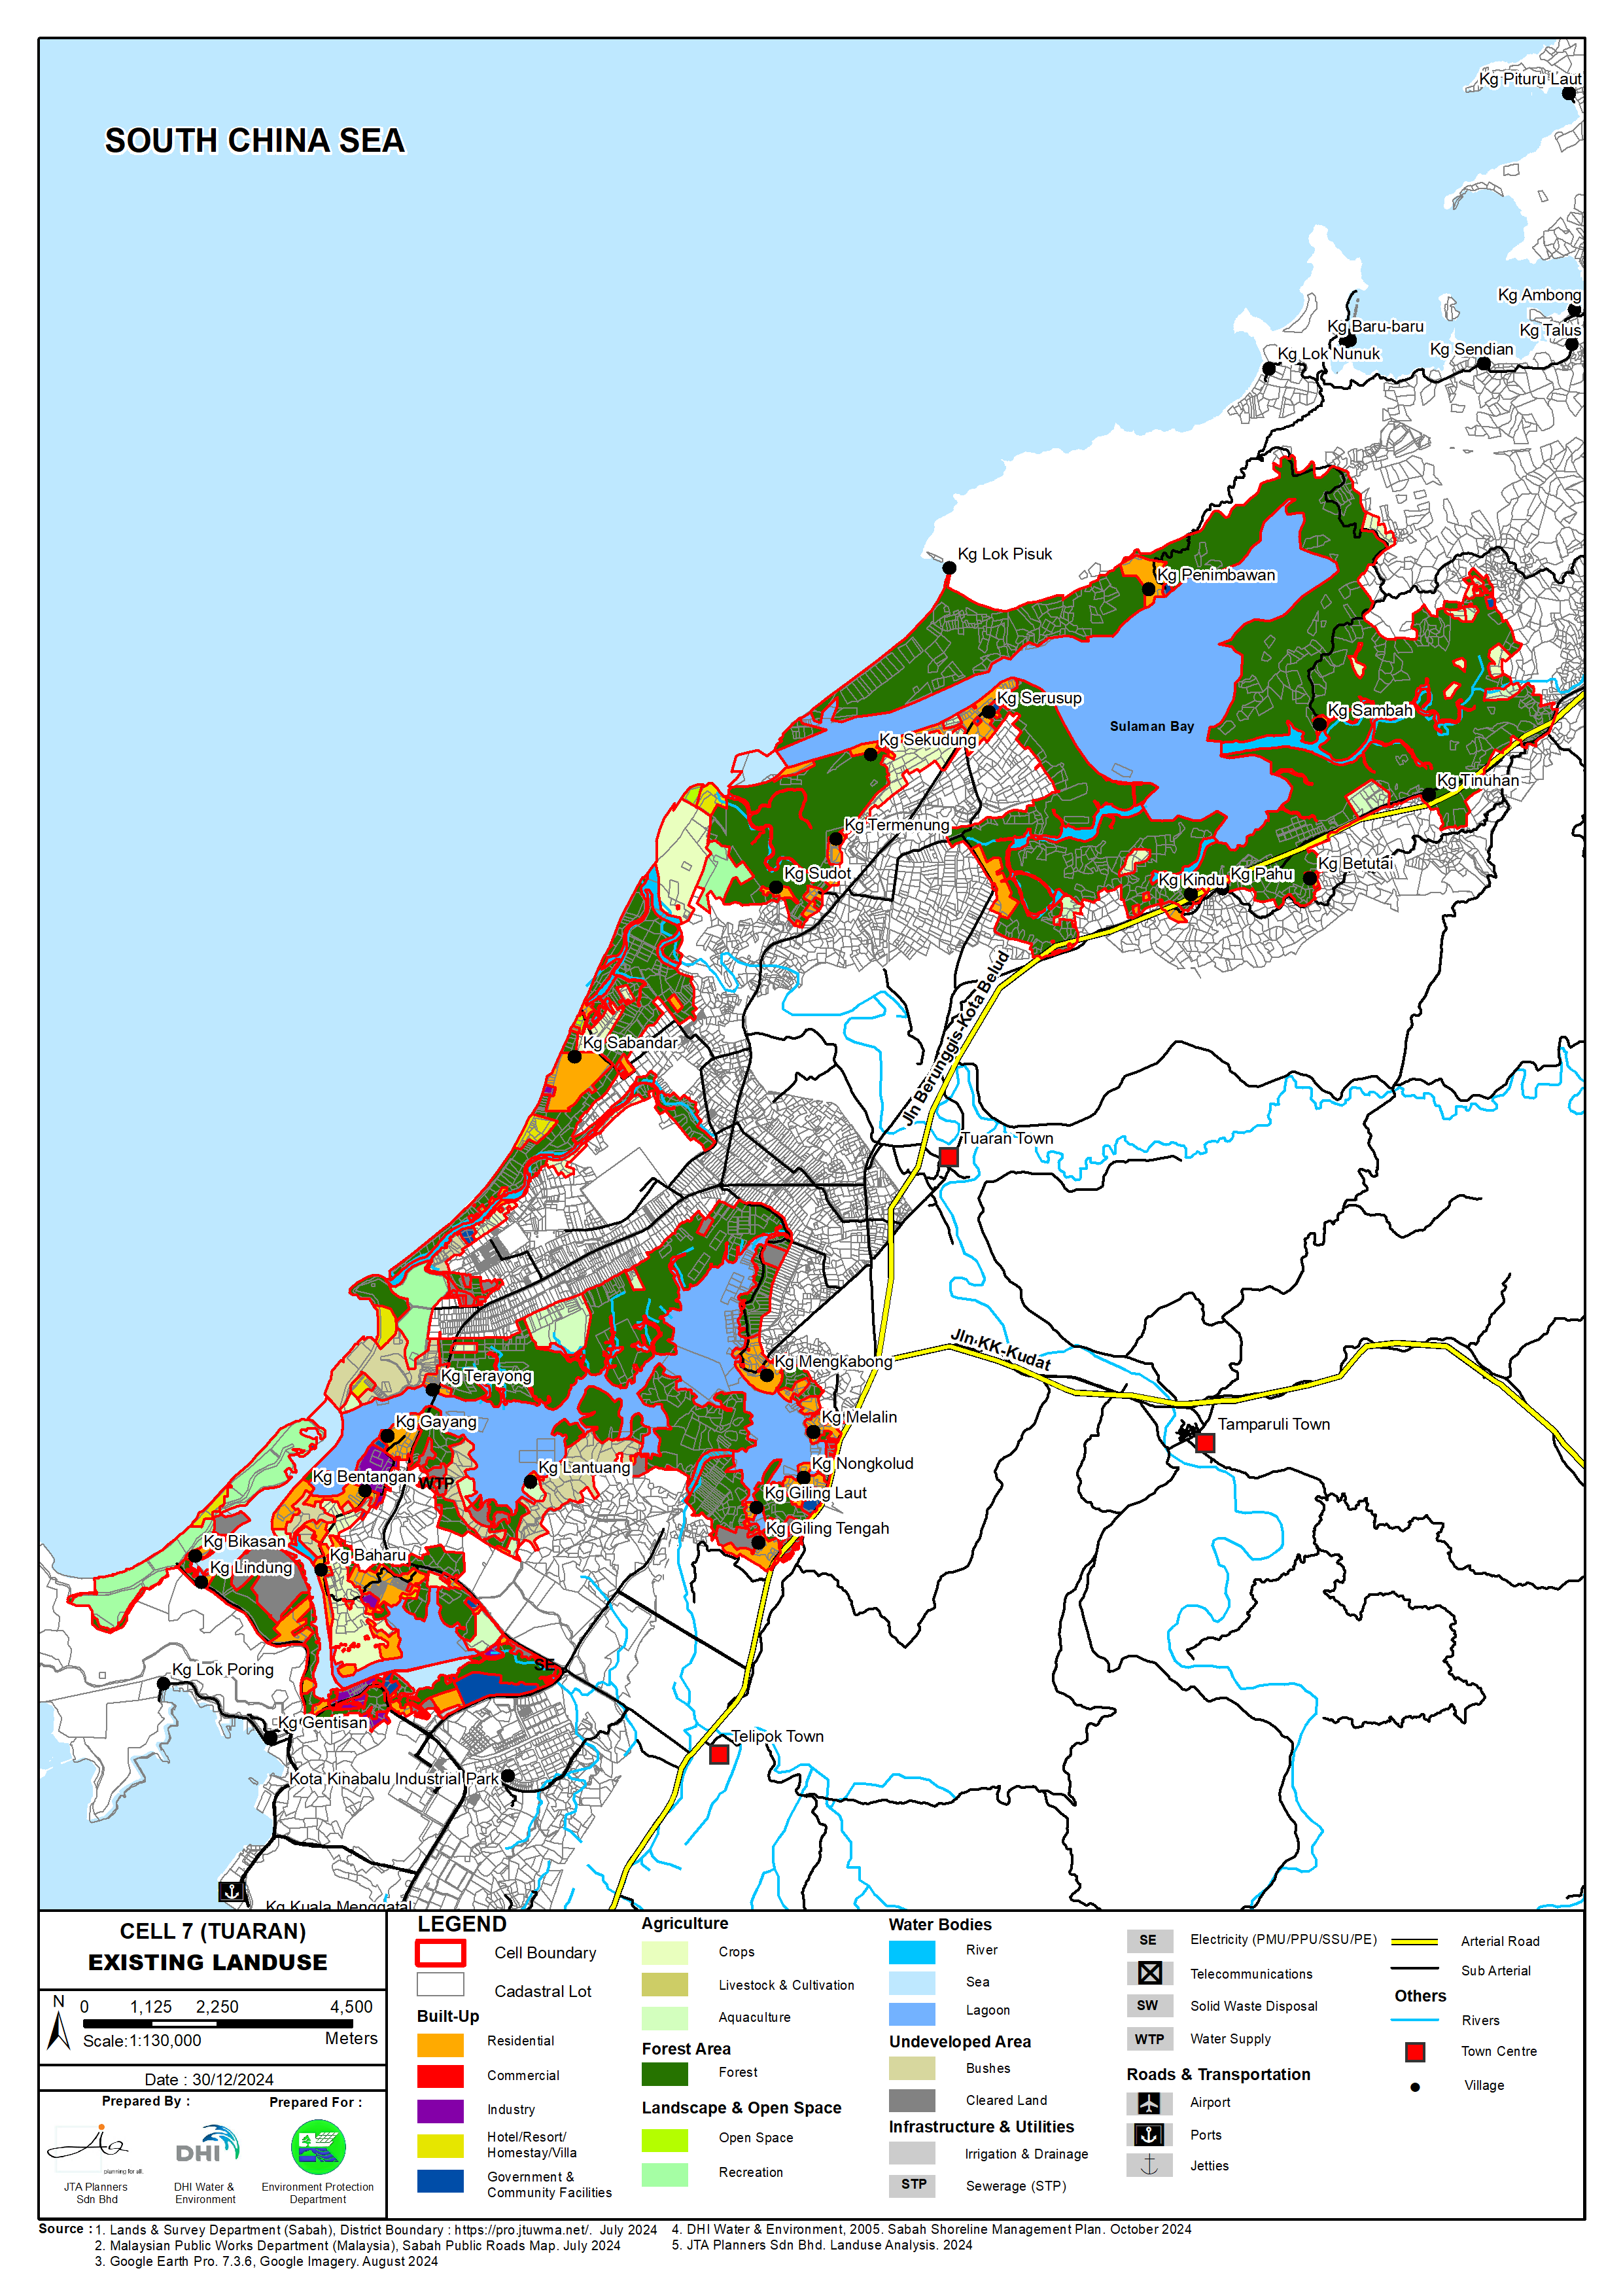 SOUTH CHINA SEA
Kg Pituru Laut
Kg Ambong
Kg Baru-baru
Kg Talus
Kg Sendian
Kg Lok Nunuk
Kg Lok Pisuk
Kg Penimbawan
Kg Serusup
Kg Sambah
Sulaman Bay
Kg Sekudung
Kg Tinuhan
Kg Termenung
Kg Betutai
Kg Sudot
Kg Pahu
Kg Kindu
Jln Berunggis-Kota Belud
Kg Sabandar
Tuaran Town
Jln KK-Kudat
Kg Mengkabong
Kg Terayong
Kg Melalin
Kg Gayang
Tamparuli Town
Kg Nongkolud
Kg Lantuang
Kg Bentangan
WTP
Kg Giling Laut
Kg Giling Tengah
Kg Bikasan
Kg Baharu
Kg Lindung
SE
Kg Lok Poring
Kg Gentisan
Telipok Town
Kota Kinabalu Industrial Park
Kg Kuala Menggatal
CELL 7 (TUARAN)
EXISTING LANDUSE
N
0 1,125 2,250 4,500
Scale:1:130,000 Meters
Date : 30/12/2024
Prepared By :
Prepared For :
planning for all.
DHI
JTA Planners
Sdn Bhd
DHI Water &
Environment
Environment Protection
Department
LEGEND
Cell Boundary
Cadastral Lot
Built-Up
Residential
Commercial
Industry
Hotel/Resort/
Homestay/Villa
Government &
Community Facilities
Agriculture
Crops
Livestock & Cultivation
Aquaculture
Forest Area
Forest
Landscape & Open Space
Open Space
Recreation
Water Bodies
River
Sea
Lagoon
Undeveloped Area
Bushes
Cleared Land
Infrastructure & Utilities
Irrigation & Drainage
STP Sewerage (STP)
SE Electricity (PMU/PPU/SSU/PE)
Telecommunications
SW Solid Waste Disposal
WTP Water Supply
Roads & Transportation
Airport
Ports
Jetties
Arterial Road
Sub Arterial
Others
Rivers
Town Centre
Village
Source : 1. Lands & Survey Department (Sabah), District Boundary : https://pro.jtuwma.net/. July 2024
2. Malaysian Public Works Department (Malaysia), Sabah Public Roads Map. July 2024
3. Google Earth Pro. 7.3.6, Google Imagery. August 2024
4. DHI Water & Environment, 2005. Sabah Shoreline Management Plan. October 2024
5. JTA Planners Sdn Bhd. Landuse Analysis. 2024